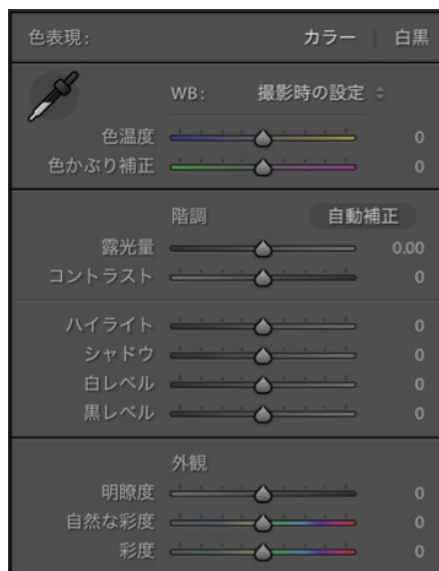 色表現： カラー | 白黒
WB： 撮影時の設定
色温度 0
色かぶり補正 0
階調 自動補正
露光量 0.00
コントラスト 0
ハイライト 0
シャドウ 0
白レベル 0
黒レベル 0
外観
明瞭度 0
自然な彩度 0
彩度 0